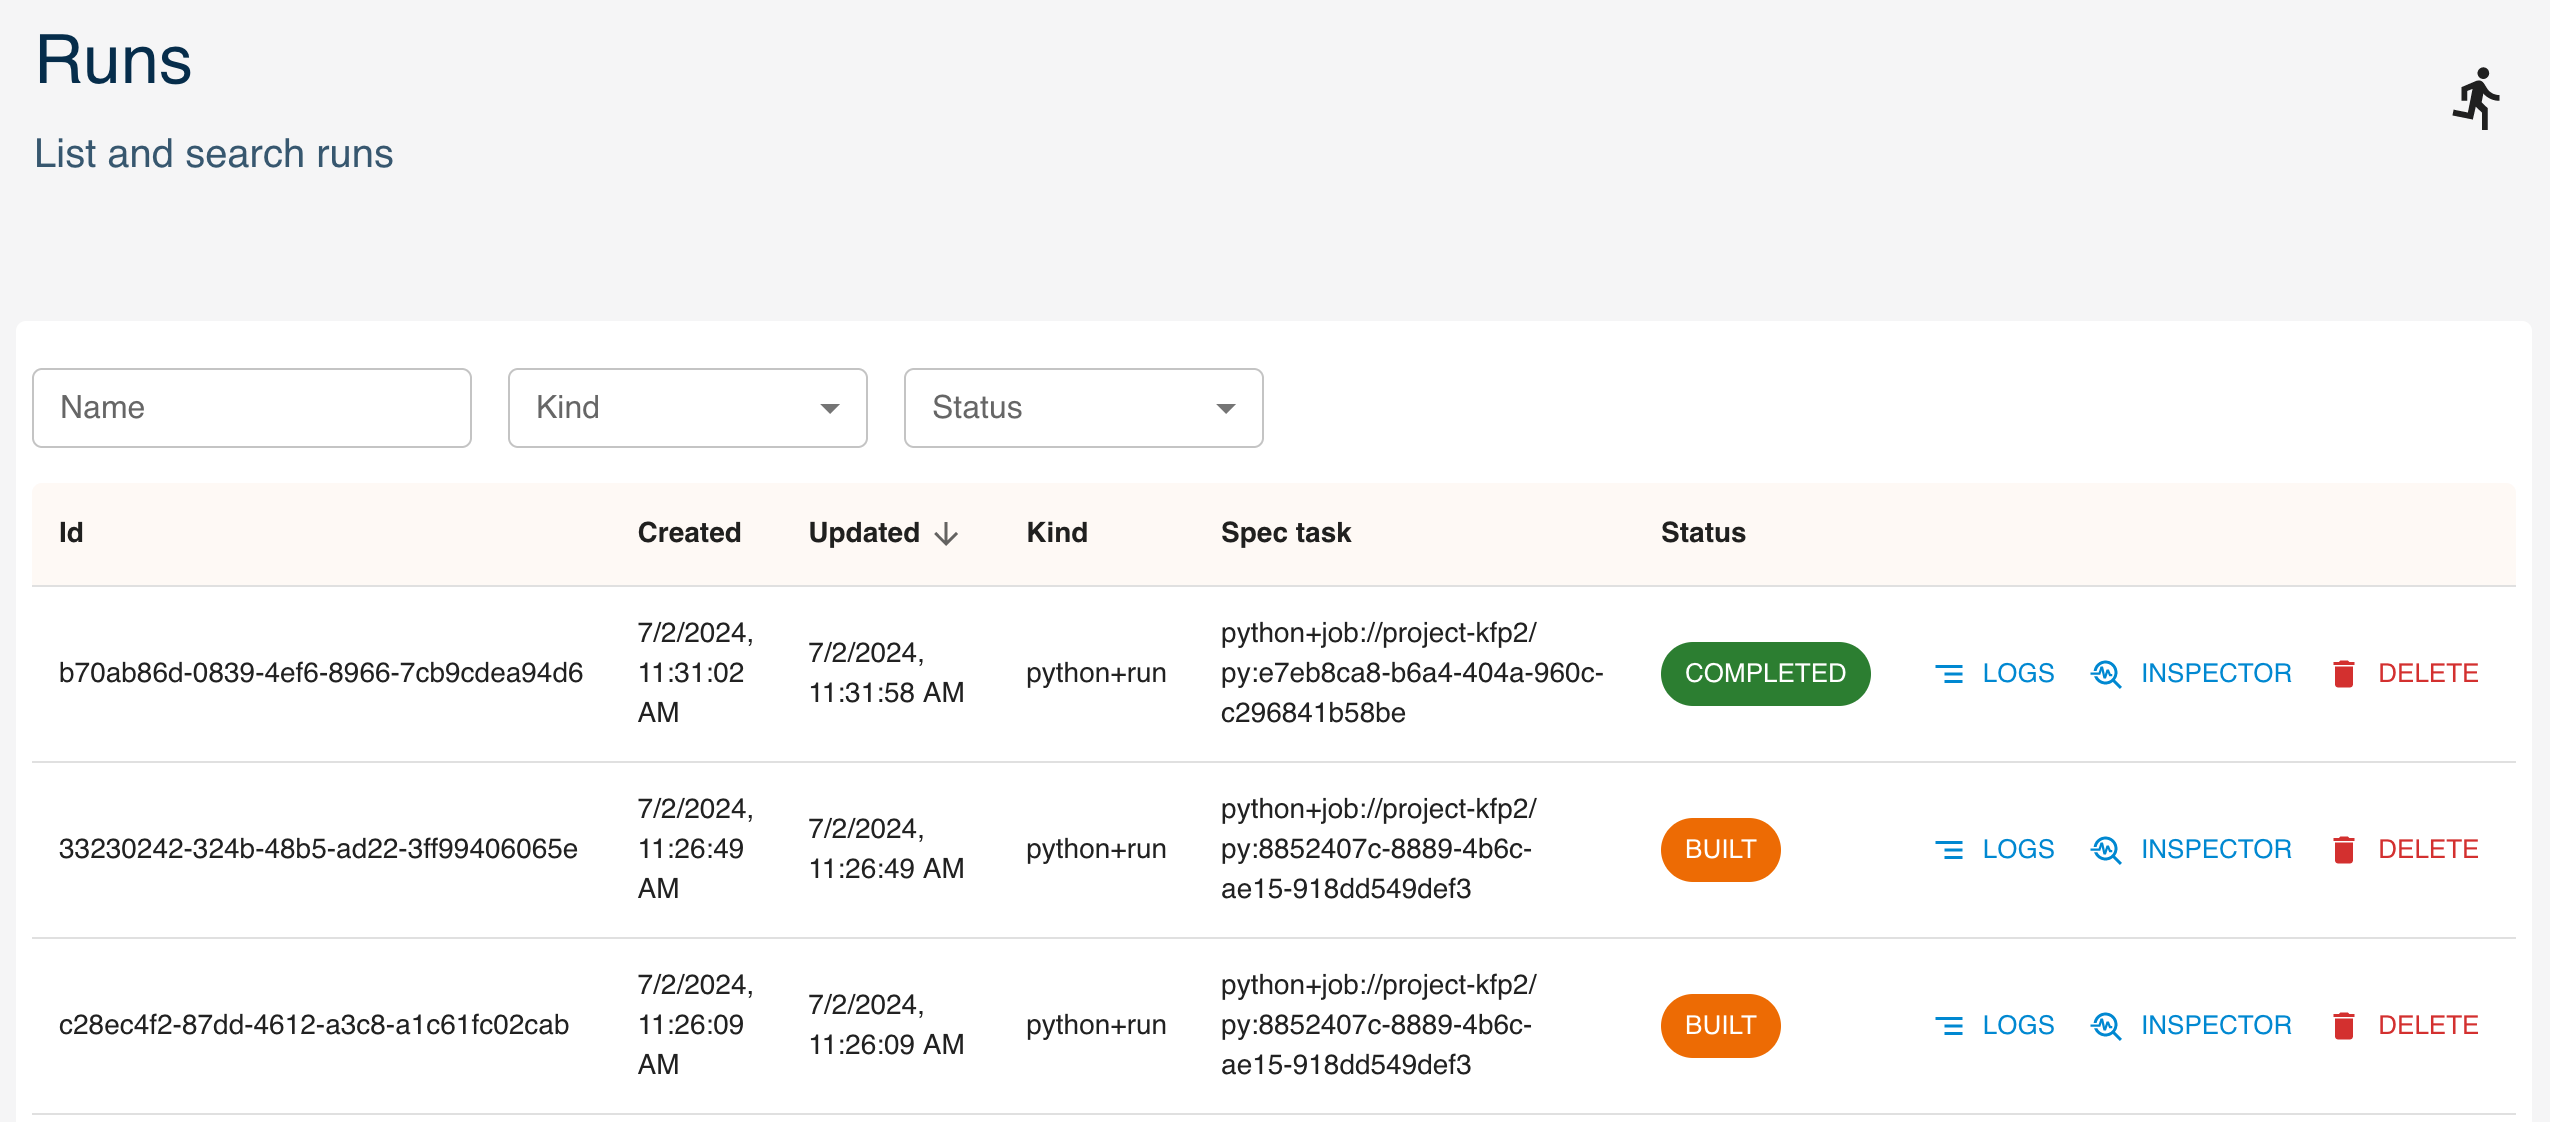 Runs
List and search runs
Name
Kind
Status
Id Created Updated Kind Spec task Status
b70ab86d-0839-4ef6-8966-7cb9cdea94d6
7/2/2024,
11:31:02
AM
7/2/2024,
11:31:58 AM
python+run
python+job://project-kfp2/
py:e7eb8ca8-b6a4-404a-960c-
c296841b58be
COMPLETED
LOGS
INSPECTOR
DELETE
33230242-324b-48b5-ad22-3ff99406065e
7/2/2024,
11:26:49
AM
7/2/2024,
11:26:49 AM
python+run
python+job://project-kfp2/
py:8852407c-8889-4b6c-
ae15-918dd549def3
BUILT
LOGS
INSPECTOR
DELETE
c28ec4f2-87dd-4612-a3c8-a1c61fc02cab
7/2/2024,
11:26:09
AM
7/2/2024,
11:26:09 AM
python+run
python+job://project-kfp2/
py:8852407c-8889-4b6c-
ae15-918dd549def3
BUILT
LOGS
INSPECTOR
DELETE